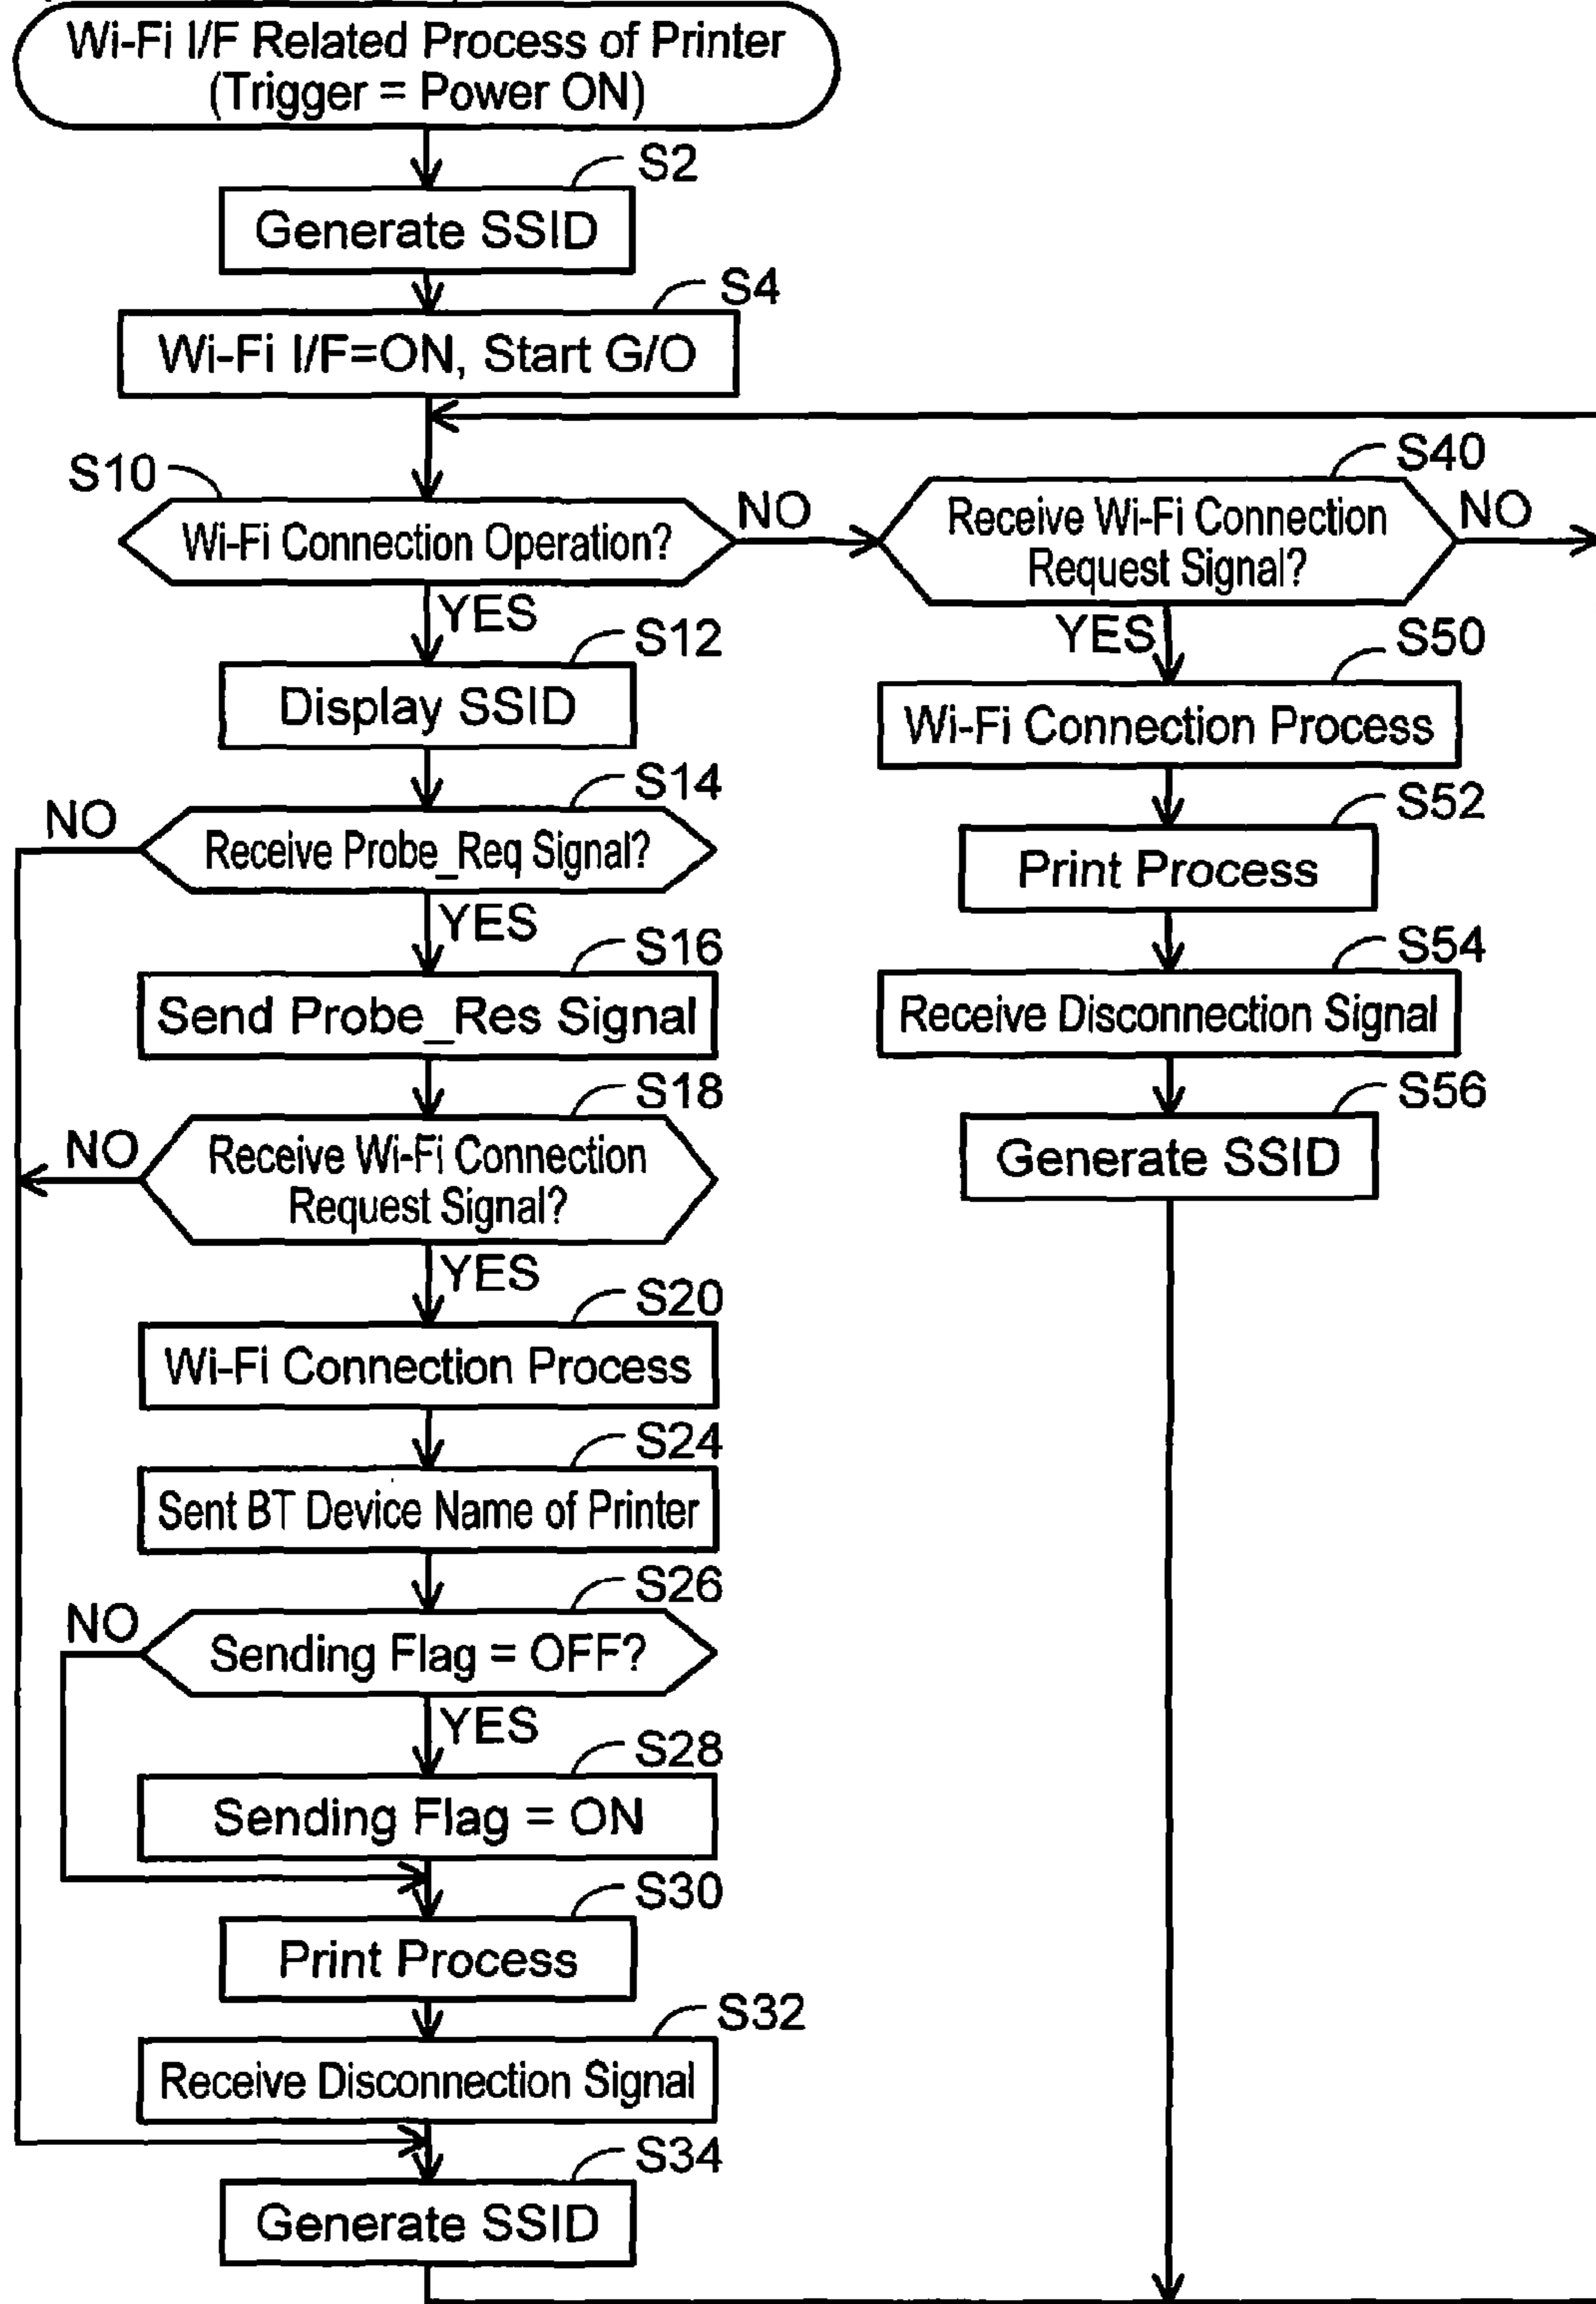 Wi-Fi I/F Related Process of Printer
(Trigger = Power ON)
S2
Generate SSID
S4
Wi-Fi I/F=ON, Start G/O
S10
Wi-Fi Connection Operation?
NO
YES
S40
Receive Wi-Fi Connection
Request Signal?
NO
YES
S12
Display SSID
S14
Receive Probe_Req Signal?
NO
YES
S16
Send Probe_Res Signal
S18
Receive Wi-Fi Connection
Request Signal?
NO
YES
S20
Wi-Fi Connection Process
S24
Sent BT Device Name of Printer
S26
Sending Flag = OFF?
NO
YES
S28
Sending Flag = ON
S30
Print Process
S32
Receive Disconnection Signal
S34
Generate SSID
S50
Wi-Fi Connection Process
S52
Print Process
S54
Receive Disconnection Signal
S56
Generate SSID